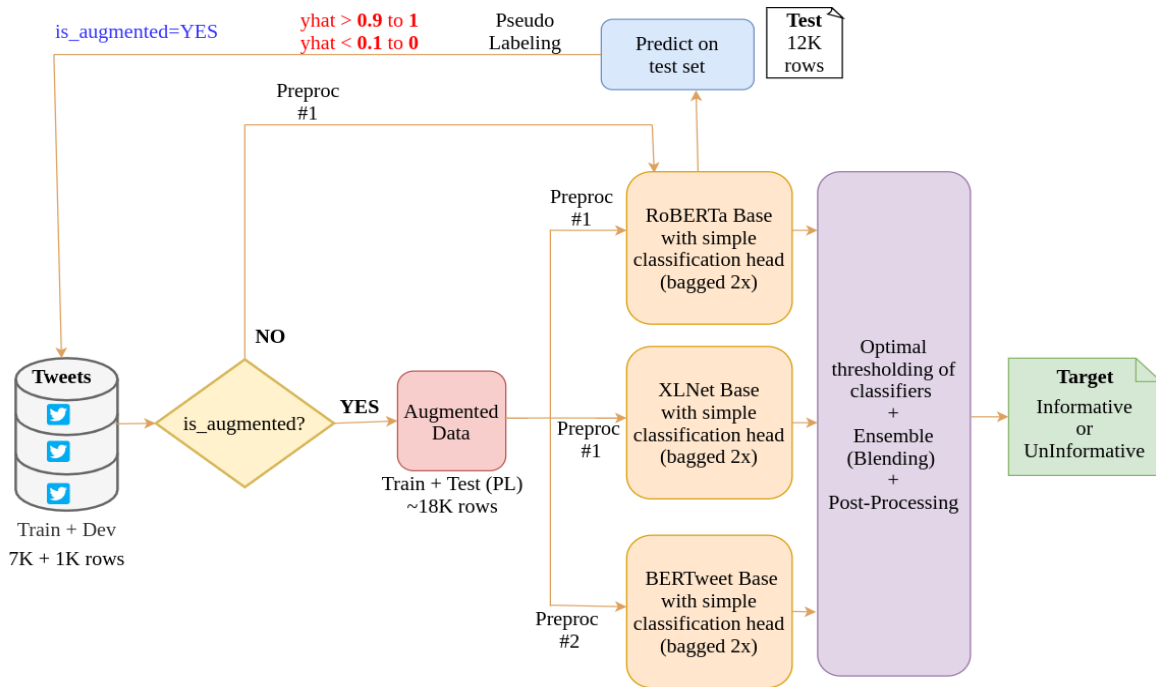 is_augmented=YES
yhat > 0.9 to 1
yhat < 0.1 to 0
Pseudo
Labeling
Predict on
test set
Test
12K
rows
Preproc
#1
Preproc
#1
RoBERTa Base
with simple
classification head
(bagged 2x)
NO
Tweets
is_augmented?
YES
Augmented
Data
Train + Test (PL)
~18K rows
Train + Dev
7K + 1K rows
Preproc
#1
XLNet Base
with simple
classification head
(bagged 2x)
Optimal
thresholding of
classifiers
+
Ensemble
(Blending)
+
Post-Processing
Target
Informative
or
UnInformative
Preproc
#2
BERTweet Base
with simple
classification head
(bagged 2x)